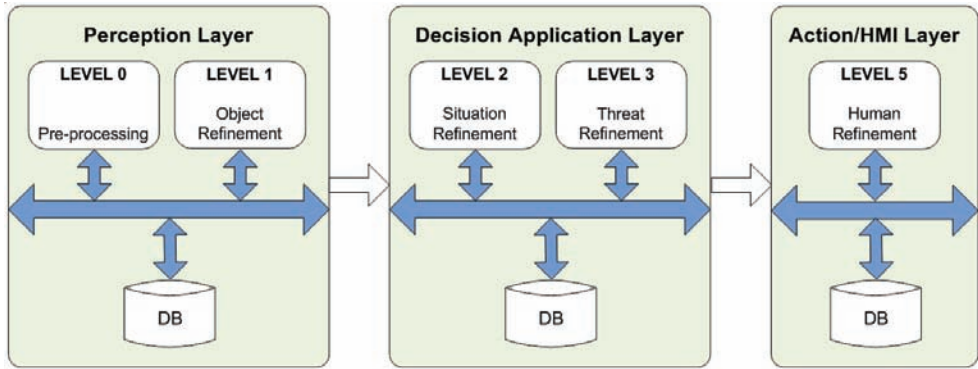 Perception Layer
LEVEL 0
Pre-processing
LEVEL 1
Object
Refinement
DB
Decision Application Layer
LEVEL 2
Situation
Refinement
LEVEL 3
Threat
Refinement
DB
Action/HMI Layer
LEVEL 5
Human
Refinement
DB